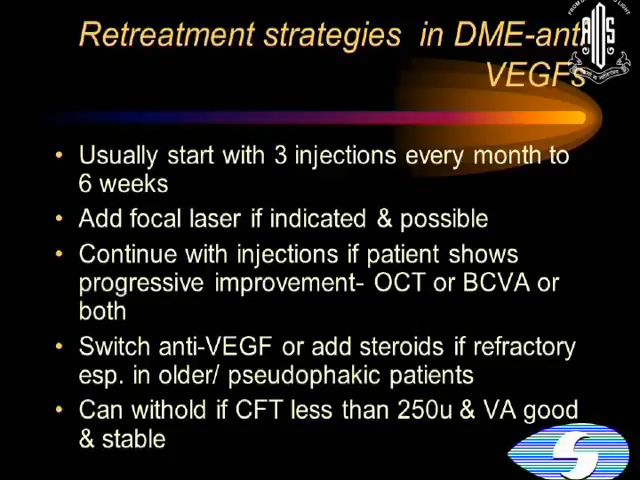 Retreatment strategies in DME-anti
VEGFs
• Usually start with 3 injections every month to
6 weeks
• Add focal laser if indicated & possible
• Continue with injections if patient shows
progressive improvement- OCT or BCVA or
both
• Switch anti-VEGF or add steroids if refractory
esp. in older/ pseudophakic patients
• Can withold if CFT less than 250u & VA good
& stable